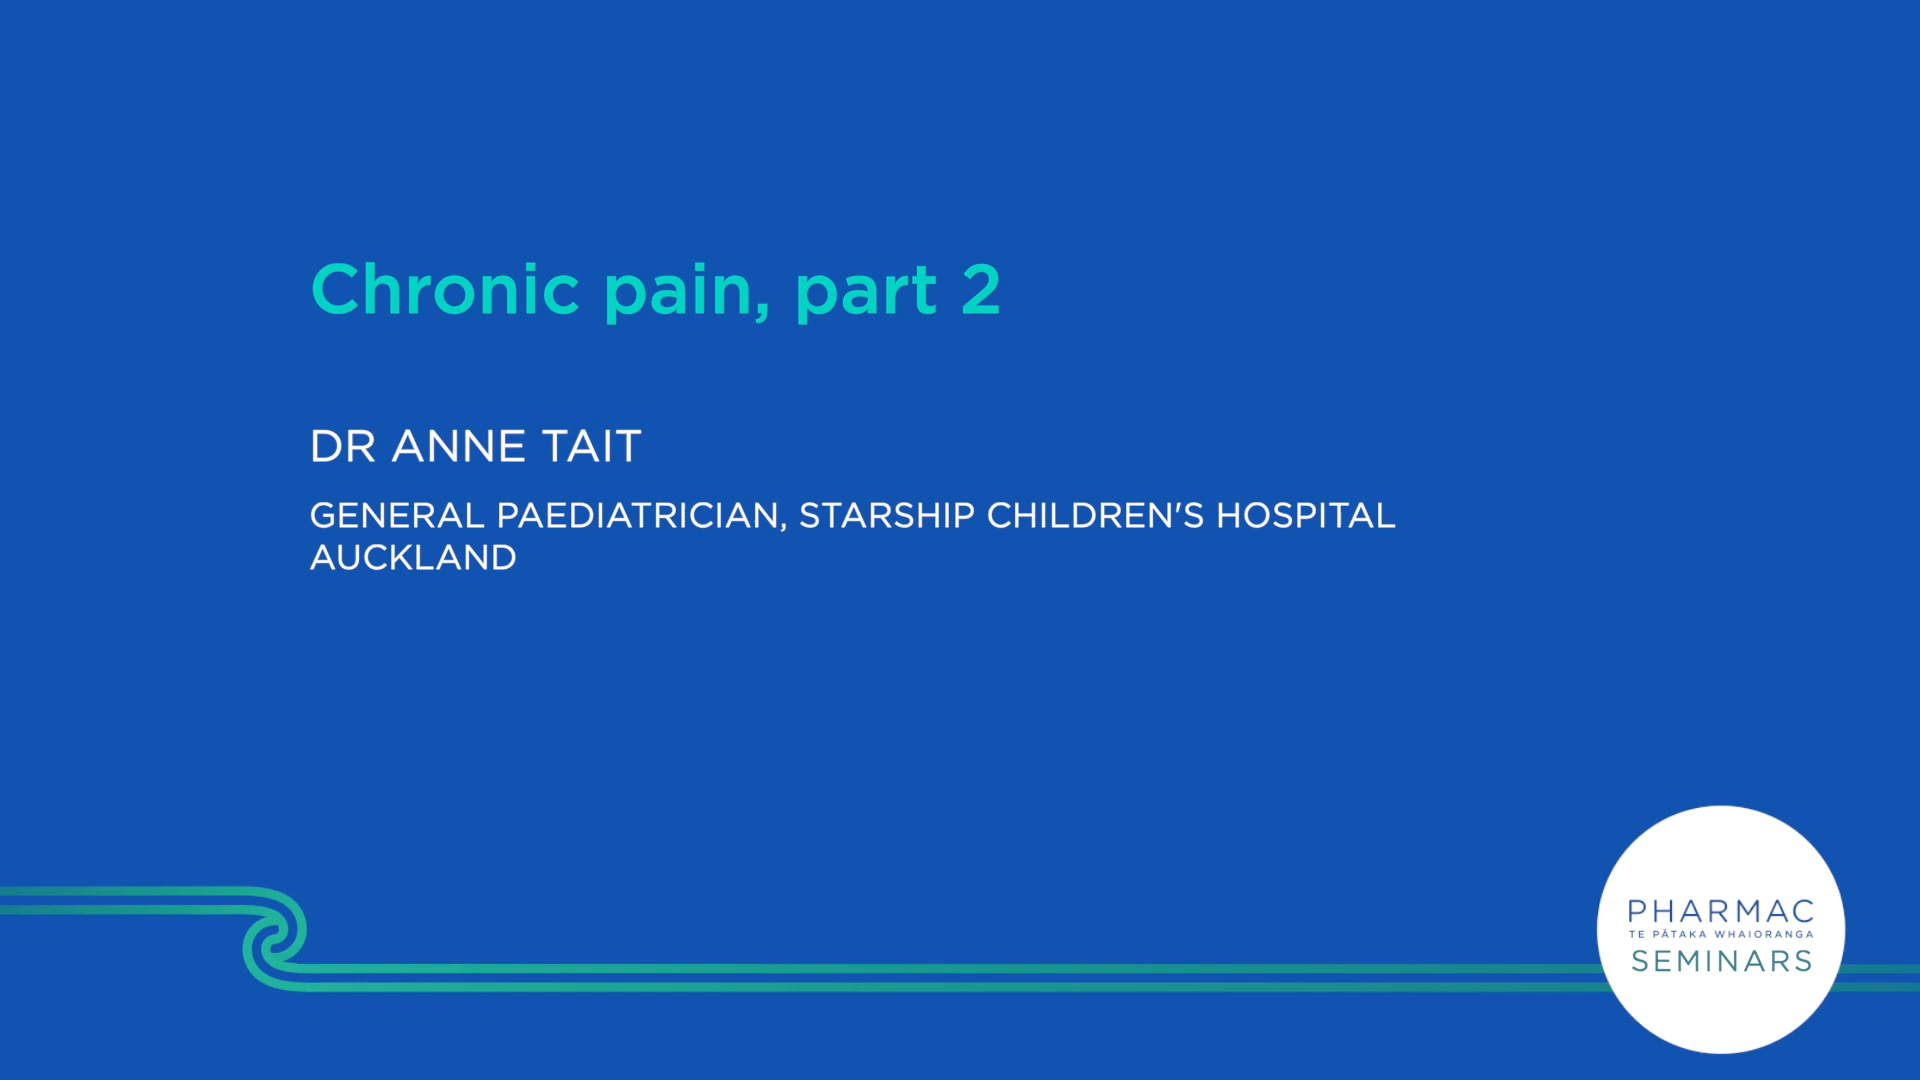 Chronic pain, part 2
DR ANNE TAIT
GENERAL PAEDIATRICIAN, STARSHIP CHILDREN'S HOSPITAL
AUCKLAND
PHARMAC
TE PĀTAKA WHAIORANGA
SEMINARS